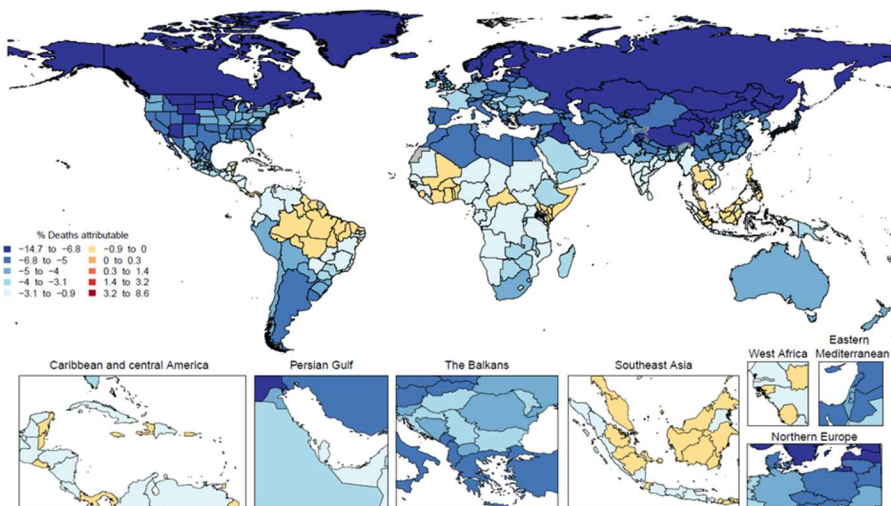 % Deaths attributable
−14.7 to −6.8
−6.8 to −5
−5 to −4
−4 to −3.1
−3.1 to −0.9
−0.9 to 0
0 to 0.3
0.3 to 1.4
1.4 to 3.2
3.2 to 8.6
Caribbean and central America
Persian Gulf
The Balkans
Southeast Asia
West Africa
Eastern
Mediterranean
Northern Europe